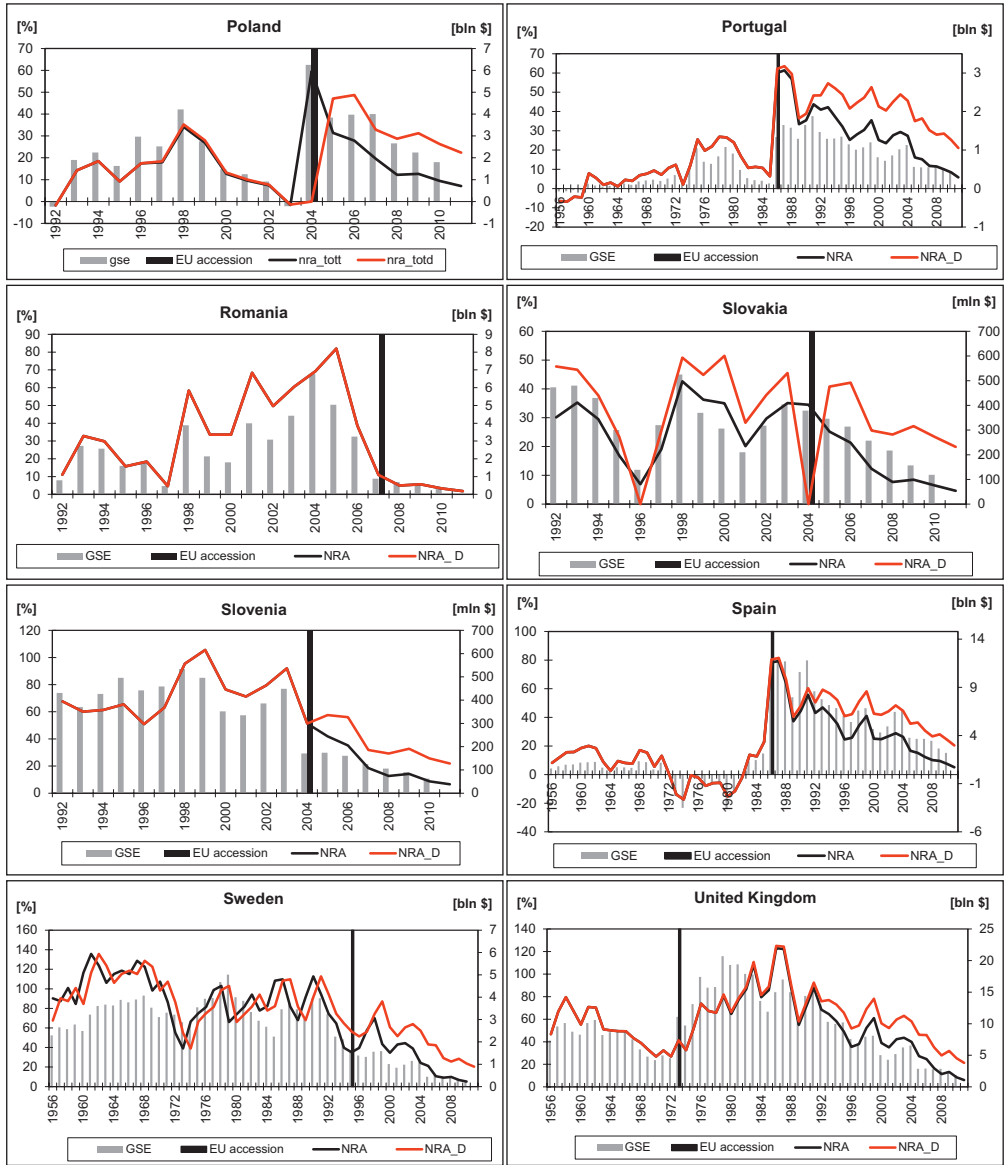 Poland
[%] [bln $]
70 7
60 6
50 5
40 4
30 3
20 2
10 1
0 0
-10 -1
1992 1994 1996 1998 2000 2002 2004 2006 2008 2010
gse EU accession nra_tott nra_totd
Portugal
[%] [bln $]
70
60 3
50
40 2
30
20 1
10
0 0
-10
-20 -1
1956 1960 1964 1968 1972 1976 1980 1984 1988 1992 1996 2000 2004 2008
GSE EU accession NRA NRA_D
Romania
[%] [bln $]
90 9
80 8
70 7
60 6
50 5
40 4
30 3
20 2
10 1
0 0
1992 1994 1996 1998 2000 2002 2004 2006 2008 2010
GSE EU accession NRA NRA_D
Slovakia
[%] [mln $]
60 700
50 600
40 500
30 400
20 300
10 200
0 100
0
1992 1994 1996 1998 2000 2002 2004 2006 2008 2010
GSE EU accession NRA NRA_D
Slovenia
[%] [mln $]
120 700
100 600
80 500
60 400
40 300
20 200
0 100
0
1992 1994 1996 1998 2000 2002 2004 2006 2008 2010
GSE EU accession NRA NRA_D
Spain
[%] [bln $]
100 14
80
60 9
40
20 4
0 -1
-20
-40 -6
1956 1960 1964 1968 1972 1976 1980 1984 1988 1992 1996 2000 2004 2008
GSE EU accession NRA NRA_D
Sweden
[%] [bln $]
160 7
140 6
120 5
100 4
80 3
60 2
40 1
20 0
0
1956 1960 1964 1968 1972 1976 1980 1984 1988 1992 1996 2000 2004 2008
GSE EU accession NRA NRA_D
United Kingdom
[%] [bln $]
140 25
120 20
100 15
80 10
60 5
40 0
20
0
1956 1960 1964 1968 1972 1976 1980 1984 1988 1992 1996 2000 2004 2008
GSE EU accession NRA NRA_D